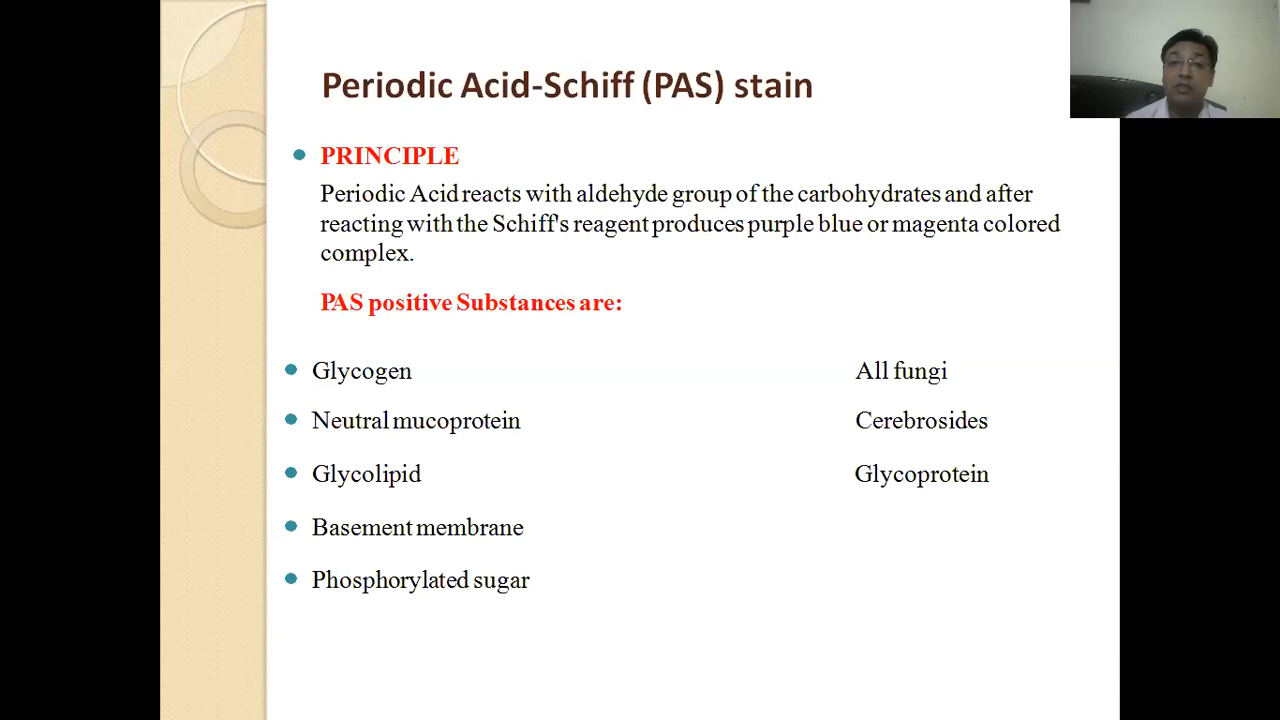 Periodic Acid-Schiff (PAS) stain
PRINCIPLE
Periodic Acid reacts with aldehyde group of the carbohydrates and after
reacting with the Schiff's reagent produces purple blue or magenta colored
complex.
PAS positive Substances are:
Glycogen All fungi
Neutral mucoprotein Cerebrosides
Glycolipid Glycoprotein
Basement membrane
Phosphorylated sugar